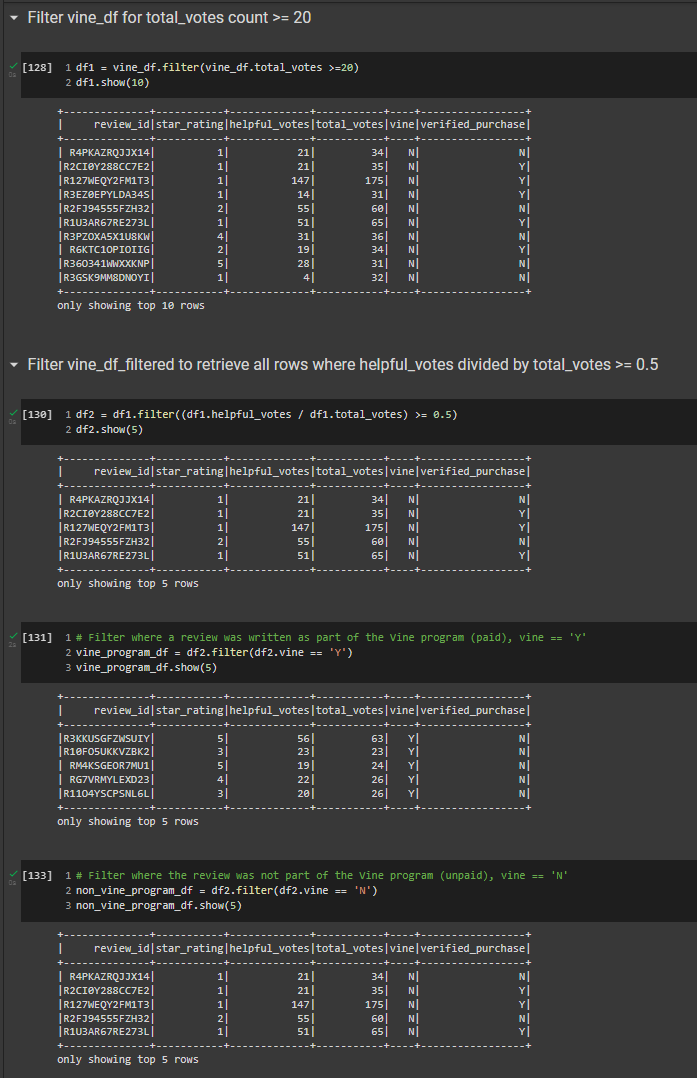 Filter vine_df for total_votes count >= 20
[128] 1 df1 = vine_df.filter(vine_df.total_votes >=20)
0s 2 df1.show(10)
+--------------+-----------+-------------+-----------+----+-----------------+
|     review_id|star_rating|helpful_votes|total_votes|vine|verified_purchase|
+--------------+-----------+-------------+-----------+----+-----------------+
| R4PKAZRQJJX14|          1|           21|         34|   N|                N|
|R2CI0Y288CC7E2|          1|           21|         35|   N|                Y|
|R127WEQY2FM1T3|          1|          147|        175|   N|                Y|
|R3EZ0EPYLDA34S|          1|           14|         31|   N|                Y|
|R2FJ94555FZH32|          2|           55|         60|   N|                N|
|R1U3AR67RE273L|          1|           51|         65|   N|                Y|
|R3PZOXA5X1U8KW|          4|           31|         36|   N|                N|
| R6KTC1OPIOIIG|          2|           19|         34|   N|                Y|
|R36O341WWXXKNP|          5|           28|         31|   N|                N|
|R3GSK9MM8DNOYI|          1|            4|         32|   N|                N|
+--------------+-----------+-------------+-----------+----+-----------------+
only showing top 10 rows
Filter vine_df_filtered to retrieve all rows where helpful_votes divided by total_votes >= 0.5
[130] 1 df2 = df1.filter((df1.helpful_votes / df1.total_votes) >= 0.5)
0s 2 df2.show(5)
+--------------+-----------+-------------+-----------+----+-----------------+
|     review_id|star_rating|helpful_votes|total_votes|vine|verified_purchase|
+--------------+-----------+-------------+-----------+----+-----------------+
| R4PKAZRQJJX14|          1|           21|         34|   N|                N|
|R2CI0Y288CC7E2|          1|           21|         35|   N|                Y|
|R127WEQY2FM1T3|          1|          147|        175|   N|                Y|
|R2FJ94555FZH32|          2|           55|         60|   N|                N|
|R1U3AR67RE273L|          1|           51|         65|   N|                Y|
+--------------+-----------+-------------+-----------+----+-----------------+
only showing top 5 rows
[131] 1 # Filter where a review was written as part of the Vine program (paid), vine == 'Y'
2s 2 vine_program_df = df2.filter(df2.vine == 'Y')
3 vine_program_df.show(5)
+--------------+-----------+-------------+-----------+----+-----------------+
|     review_id|star_rating|helpful_votes|total_votes|vine|verified_purchase|
+--------------+-----------+-------------+-----------+----+-----------------+
|R3KKUSGFZWSUIY|          5|           56|         63|   Y|                N|
|R10FO5UKKVZBK2|          3|           23|         23|   Y|                N|
| RM4KSGEOR7MU1|          5|           19|         24|   Y|                N|
| RG7VRMYLEXD23|          4|           22|         26|   Y|                N|
|R11O4YSCPSNL6L|          3|           20|         26|   Y|                N|
+--------------+-----------+-------------+-----------+----+-----------------+
only showing top 5 rows
[133] 1 # Filter where the review was not part of the Vine program (unpaid), vine == 'N'
0s 2 non_vine_program_df = df2.filter(df2.vine == 'N')
3 non_vine_program_df.show(5)
+--------------+-----------+-------------+-----------+----+-----------------+
|     review_id|star_rating|helpful_votes|total_votes|vine|verified_purchase|
+--------------+-----------+-------------+-----------+----+-----------------+
| R4PKAZRQJJX14|          1|           21|         34|   N|                N|
|R2CI0Y288CC7E2|          1|           21|         35|   N|                Y|
|R127WEQY2FM1T3|          1|          147|        175|   N|                Y|
|R2FJ94555FZH32|          2|           55|         60|   N|                N|
|R1U3AR67RE273L|          1|           51|         65|   N|                Y|
+--------------+-----------+-------------+-----------+----+-----------------+
only showing top 5 rows